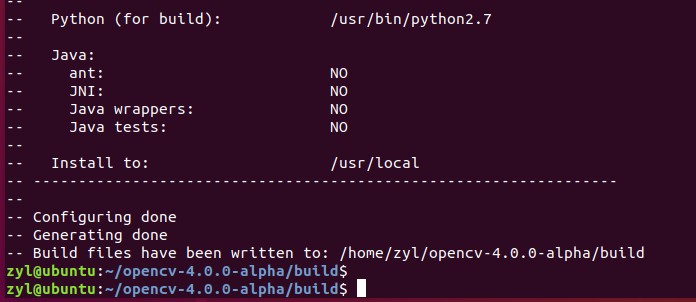 --
--   Python (for build):            /usr/bin/python2.7
--
--   Java:
--     ant:                         NO
--     JNI:                         NO
--     Java wrappers:               NO
--     Java tests:                  NO
--
--   Install to:                    /usr/local
-- -----------------------------------------------------------------
--
-- Configuring done
-- Generating done
-- Build files have been written to: /home/zyl/opencv-4.0.0-alpha/build
zyl@ubuntu:~/opencv-4.0.0-alpha/build$
zyl@ubuntu:~/opencv-4.0.0-alpha/build$